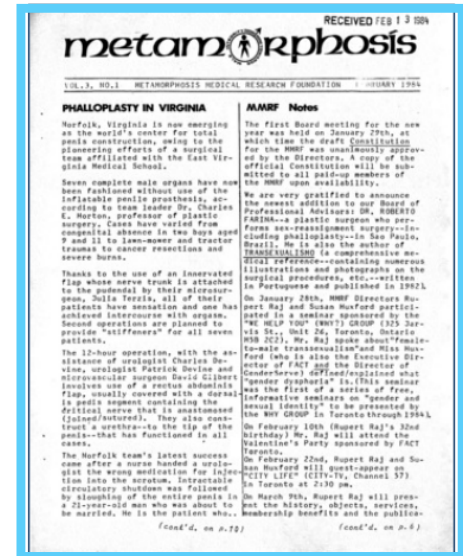 RECEIVED FEB 13 1984
metamorphosis
VOL.3, NO.1 METAMORPHOSIS MEDICAL RESEARCH FOUNDATION FEBRUARY 1984
PHALLOPLASTY IN VIRGINIA
Norfolk, Virginia is now emerging
as the world's center for total
penis construction, owing to the
pioneering efforts of a surgical
team affiliated with the East Vir-
ginia Medical School.
Seven complete male organs have now
been fashioned without use of the
inflatable penile prosthesis, ac-
cording to team leader Dr. Charles
E. Horton, professor of plastic
surgery. Cases have varied from
congenital absence in two boys aged
9 and 11 to lawn-mower and tractor
traumas to cancer resections and
severe burns.
Thanks to the use of an innervated
flap whose nerve trunk is attached
to the pudendal by their microsur-
geon, Julia Terzis, all of their
patients have sensation and one has
achieved intercourse with orgasm.
Second operations are planned to
provide "stiffeners" for all seven
patients.
The 12-hour operation, with the as-
sistance of urologist Charles De-
vine, urologist Patrick Devine and
microvascular surgeon David Gilbert
involves use of a rectus abdominis
flap, usually covered with a dorsal-
is pedis segment containing the
critical nerve that is anastomosed
(joined/sutured). They also cons-
truct a urethra--to the tip of the
penis--that has functioned in all
cases.
The Norfolk team's latest success
came after a nurse handed a urolo-
gist the wrong medication for injec-
tion into the scrotum. Intractable
circulatory shutdown was followed
by sloughing of the entire penis in
a 21-year-old man who was about to
be married. He is the patient who..
(cont'd. on p.10)
MMRF Notes
The first Board meeting for the new
year was held on January 29th, at
which time the draft Constitution
for the MMRF was unanimously approv-
ed by the Directors. A copy of the
official Constitution will be sub-
mitted to all paid-up members of
the MMRF upon availability.
We are very gratified to announce
the newest addition to our Board of
Professional Advisors: DR. ROBERTO
FARINA--a plastic surgeon who per-
forms sex-reassignment surgery--in-
cluding phalloplasty--in Sao Paulo,
Brazil. He is also the author of
TRANSEXUALISMO (a comprehensive me-
dical reference--containing numerous
illustrations and photographs on the
surgical procedures, etc.--written
in Portuguese and published in 1982).
On January 28th, MMRF Directors Ru-
pert Raj and Susan Huxford partici-
pated in a seminar sponsored by the
"WE HELP YOU" (WHY?) GROUP (325 Jar-
vis St., Unit 26, Toronto, Ontario
M5B 2C2). Mr. Raj spoke about "female-
to-male transsexualism" and Miss Hux-
ford (who is also the Executive Dir-
ector of FACT and the Director of
GenderServe) defined/explained what
"gender dysphoria" is. (This seminar
was the first of a series of free,
informative seminars on "gender and
sexual identity" to be presented by
the WHY GROUP in Toronto through 1984).
On February 10th (Rupert Raj's 32nd
birthday) Mr. Raj will attend the
Valentine's Party sponsored by FACT
Toronto.
On February 22nd, Rupert Raj and Su-
san Huxford will guest-appear on
"CITY LIFE" (CITY-TV, Channel 57)
in Toronto at 2:30 pm.
On March 9th, Rupert Raj will pres-
ent the history, objects, services,
membership benefits and the publica-
(cont'd. on p.6)